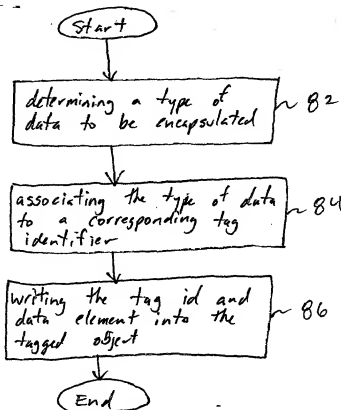 Start
determining a type of
data to be encapsulated
82
associating the type of data
to a corresponding tag
identifier
84
writing the tag id and
data element into the
tagged object
86
End